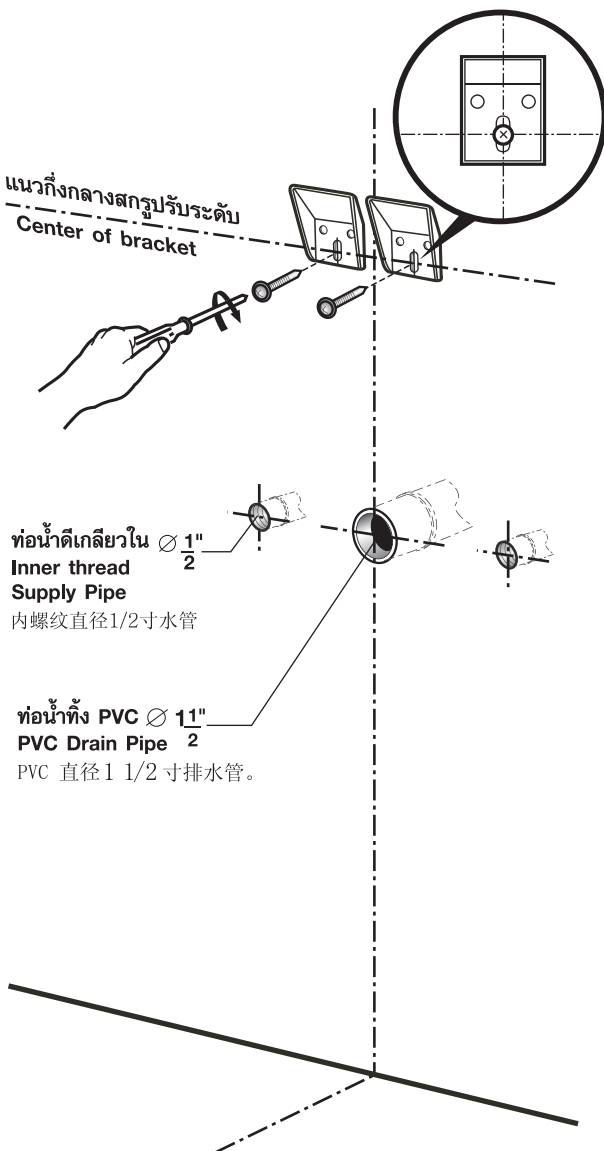 แนวกึ่งกลางสกรูปรับระดับ
Center of bracket
ท่อน้ำดีเกลียวใน ∅ 1/2"
Inner thread
Supply Pipe
内螺纹直径1/2寸水管
ท่อน้ำทิ้ง PVC ∅ 1 1/2"
PVC Drain Pipe
PVC 直径1 1/2寸排水管。